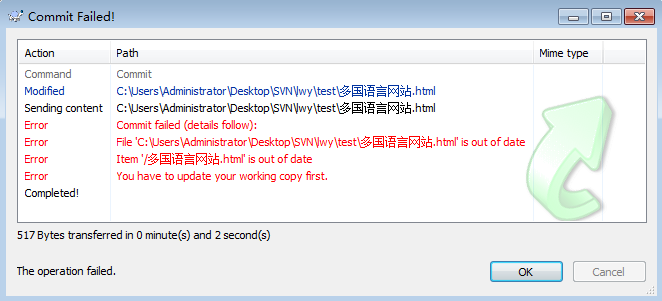 Commit Failed!
Action Path Mime type
Command Commit
Modified C:\Users\Administrator\Desktop\SVN\lwy\test\多国语言网站.html
Sending content C:\Users\Administrator\Desktop\SVN\lwy\test\多国语言网站.html
Error Commit failed (details follow):
Error File 'C:\Users\Administrator\Desktop\SVN\lwy\test\多国语言网站.html' is out of date
Error Item '/多国语言网站.html' is out of date
Error You have to update your working copy first.
Completed!
517 Bytes transferred in 0 minute(s) and 2 second(s)
The operation failed.
OK Cancel